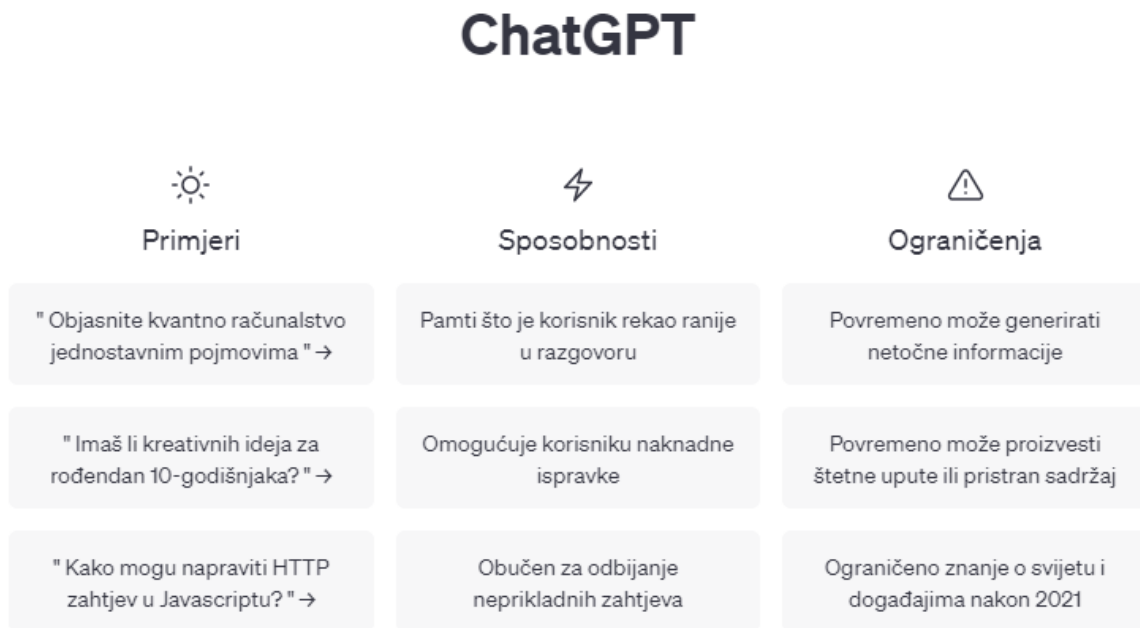 ChatGPT
Primjeri
" Objasnite kvantno računalstvo
jednostavnim pojmovima " →
" Imaš li kreativnih ideja za
rođendan 10-godišnjaka? " →
" Kako mogu napraviti HTTP
zahtjev u Javascriptu? " →
Sposobnosti
Pamti što je korisnik rekao ranije
u razgovoru
Omogućuje korisniku naknadne
ispravke
Obučen za odbijanje
neprikladnih zahtjeva
Ograničenja
Povremeno može generirati
netočne informacije
Povremeno može proizvesti
štetne upute ili pristran sadržaj
Ograničeno znanje o svijetu i
događajima nakon 2021